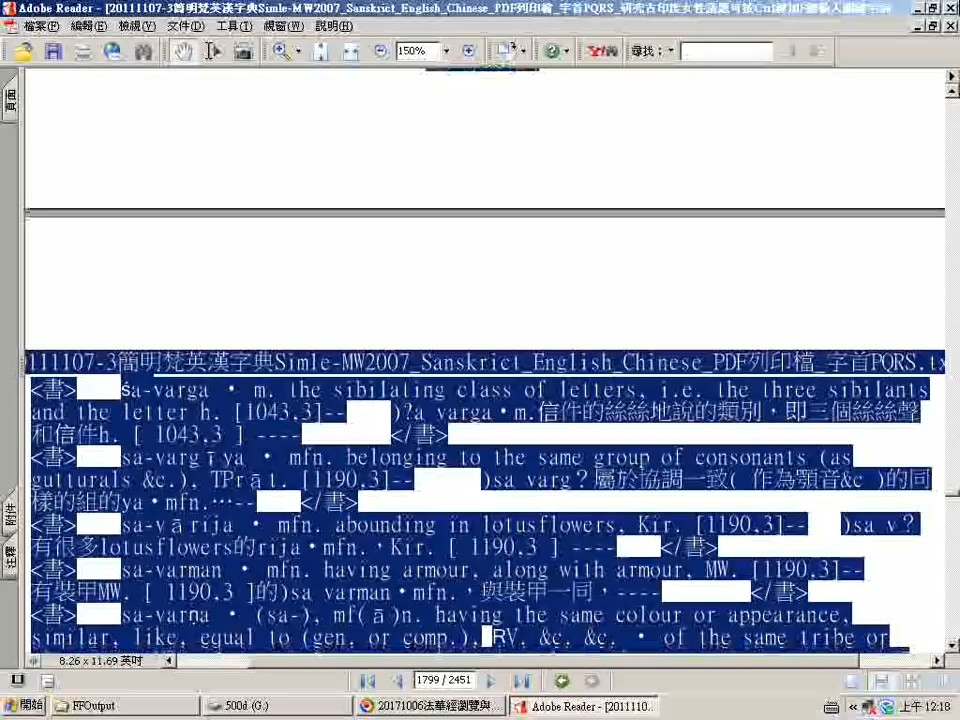 Adobe Reader - [20111107-3簡明梵英漢字典Simle-MW2007_Sanskrict_English_Chinese_PDF列印檔_字首PQRS_研究古印度女性議題可按Ctrl
檔案(F) 編輯(E) 檢視(V) 文件(D) 工具(T) 視窗(W) 說明(H)
150% 尋找：
頁面
111107-3簡明梵英漢字典Simle-MW2007_Sanskrict_English_Chinese_PDF列印檔_字首PQRS.tx
<書> śa-varga ‧ m. the sibilating class of letters, i.e. the three sibilants
and the letter h. [1043,3]-- )?a varga‧m.信件的絲絲地說的類別，即三個絲絲聲
和信件h. [ 1043,3 ] ---- </書>
<書> sa-vargīya ‧ mfn. belonging to the same group of consonants (as
gutturals &c.), TPrāt. [1190,3]-- )sa varg？屬於協調一致( 作為顎音&c )的同
樣的組的ya‧mfn.…-- </書>
<書> sa-vārija ‧ mfn. abounding in lotusflowers, Kir. [1190,3]-- )sa v？
有很多lotusflowers的rija‧mfn.，Kir. [ 1190,3 ] ---- </書>
<書> sa-varman ‧ mfn. having armour, along with armour, MW. [1190,3]--
有裝甲MW. [ 1190,3 ]的)sa varman‧mfn.，與裝甲一同，---- </書>
<書> sa-varṇa ‧ (sa-), mf(ā)n. having the same colour or appearance,
similar, like, equal to (gen. or comp.), RV. &c. &c. ‧ of the same tribe or
附件
注釋
8.26 x 11.69 英吋
1799 / 2451
開始 FFOutput 500d (G:) 20171006法華經瀏覽與... Adobe Reader - [2011110... 上午 12:18